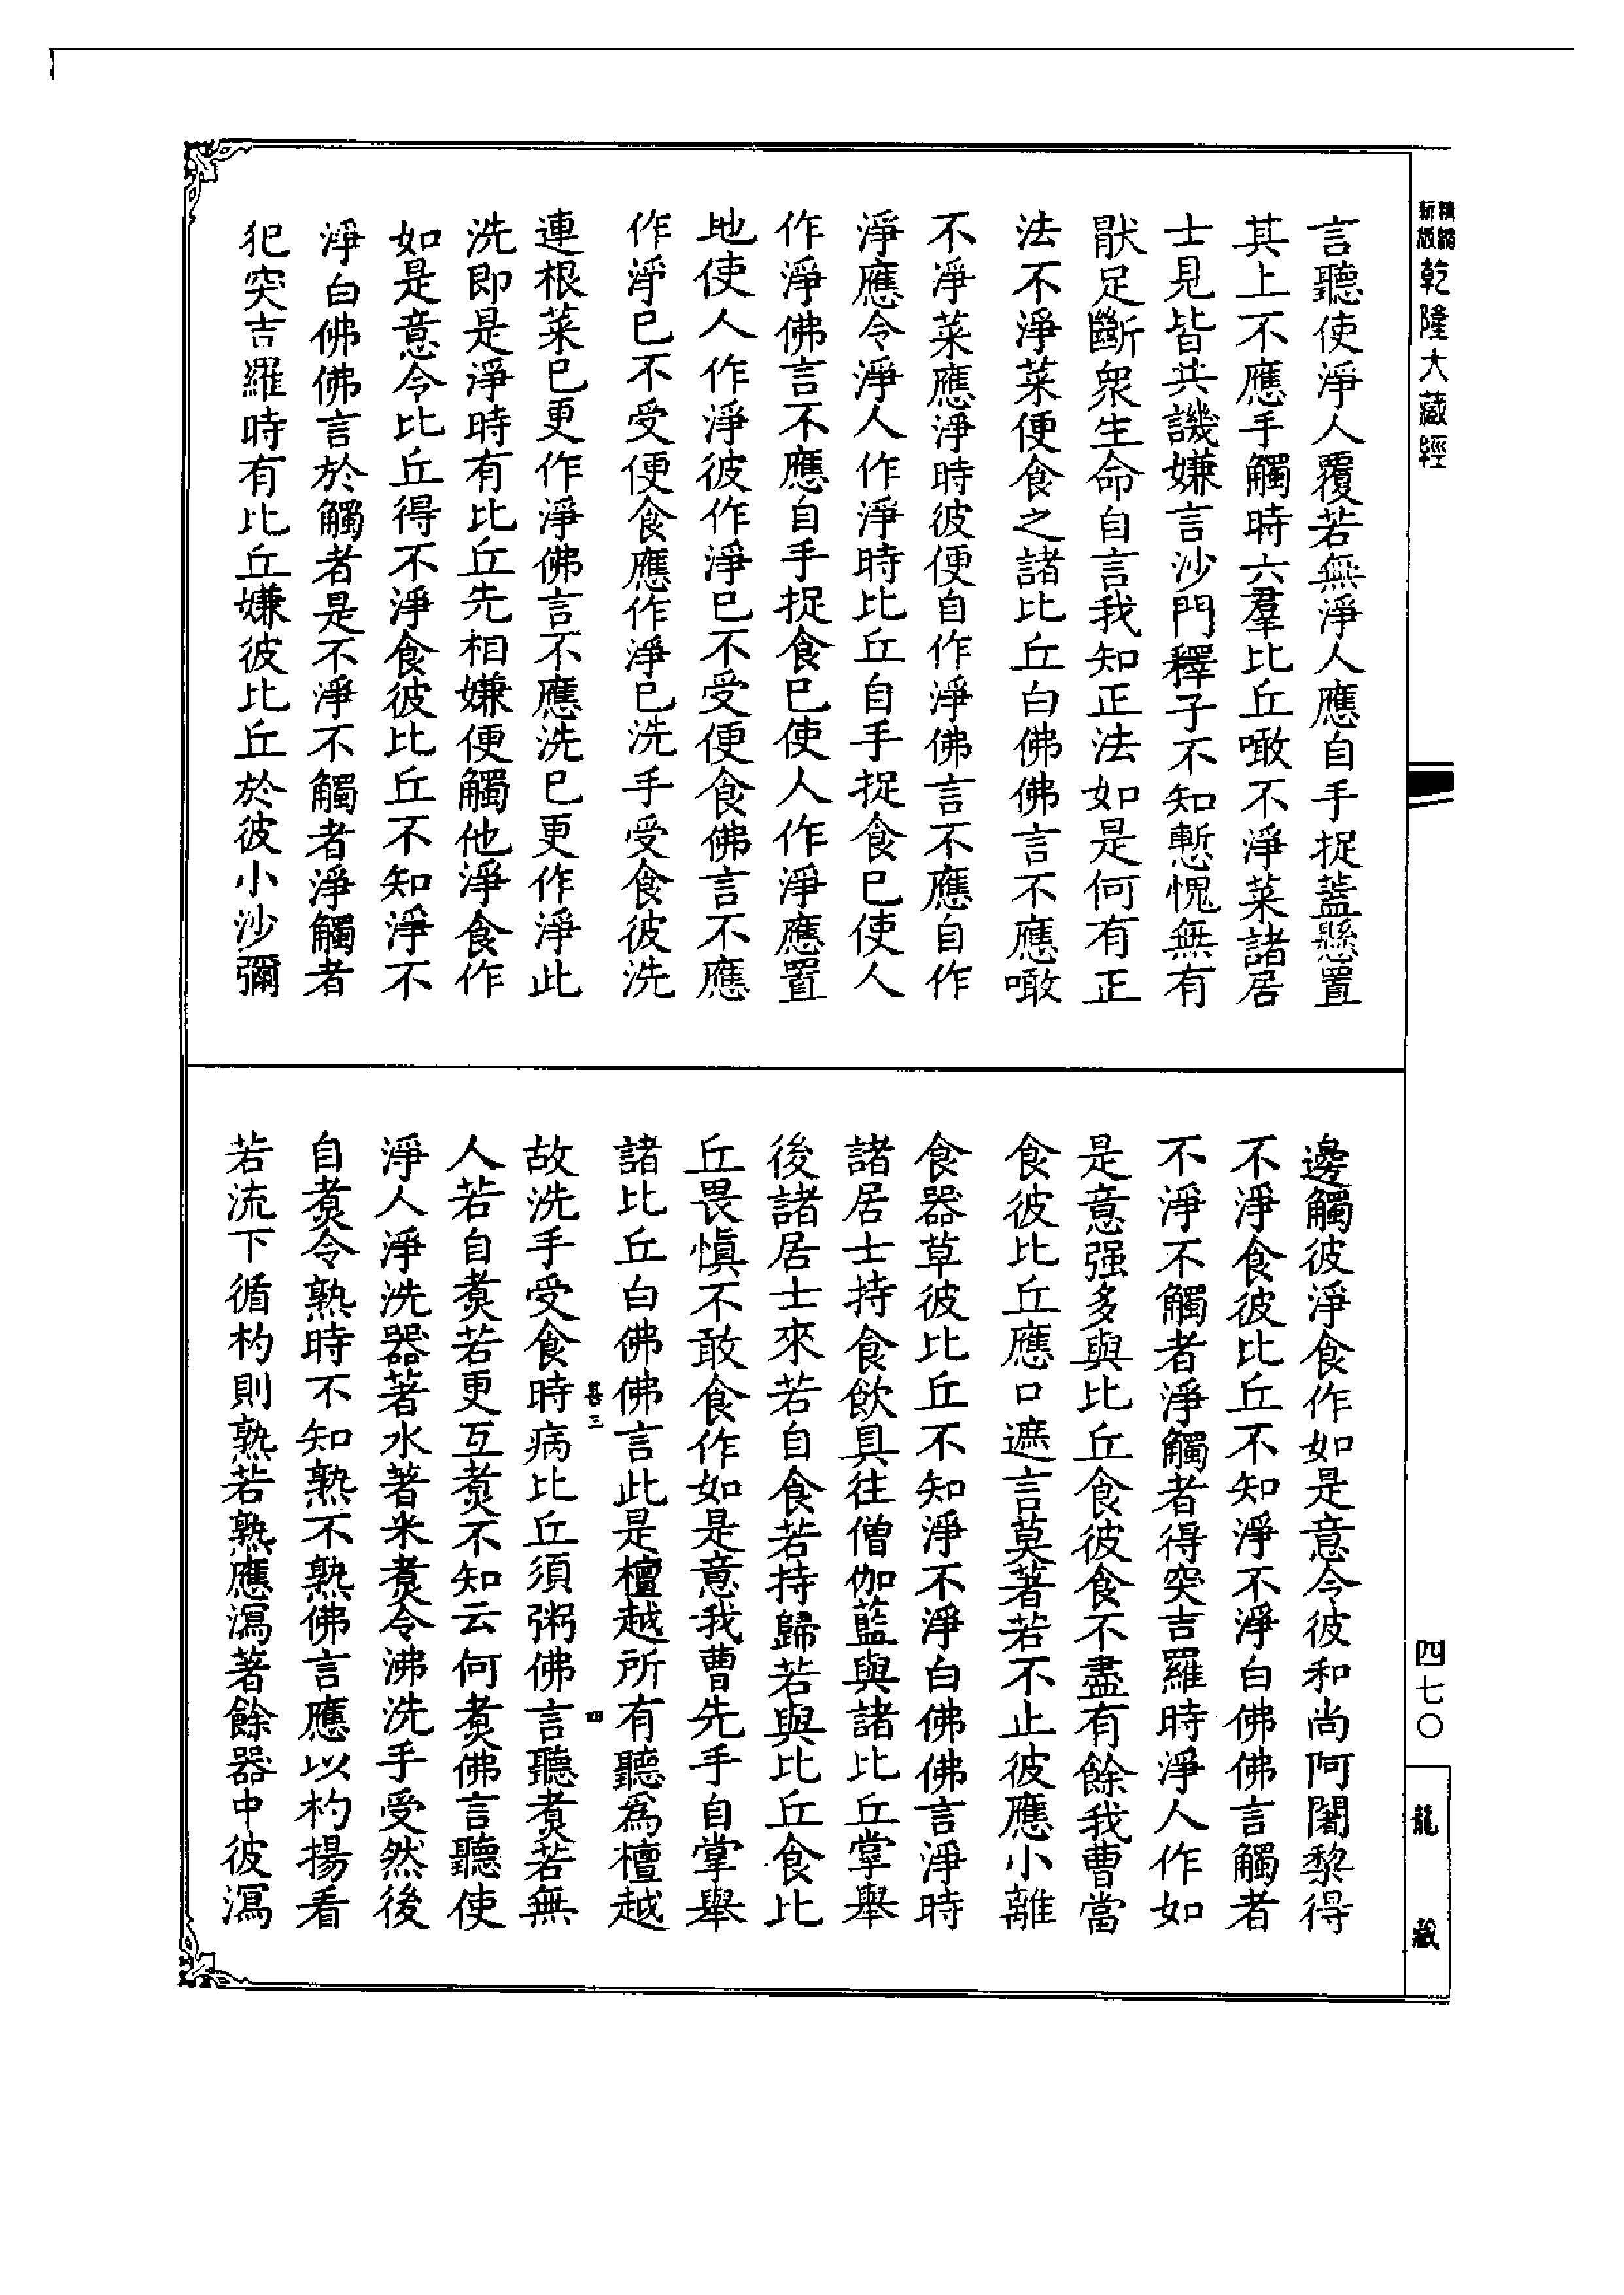 精縮
新版
乾隆大藏經
言聽使淨人覆若無淨人應自手捉葢懸置
其上不應手觸時六羣比丘噉不淨菜諸居
士見皆共譏嫌言沙門釋子不知慙愧無有
猒足斷衆生命自言我知正法如是何有正
法不淨菜便食之諸比丘白佛佛言不應噉
不淨菜應淨時彼便自作淨佛言不應自作
淨應令淨人作淨時比丘自手捉食已使人
作淨佛言不應自手捉食已使人作淨應置
地使人作淨彼作淨已不受便食佛言不應
作淨已不受便食應作淨已洗手受食彼洗
連根菜已更作淨佛言不應洗已更作淨此
洗即是淨時有比丘先相嫌便觸他淨食作
如是意令比丘得不淨食彼比丘不知淨不
淨白佛佛言於觸者是不淨不觸者淨觸者
犯突吉羅時有比丘嫌彼比丘於彼小沙彌
邊觸彼淨食作如是意令彼和尚阿闍黎得
不淨食彼比丘不知淨不淨白佛佛言觸者
不淨不觸者淨觸者得突吉羅時淨人作如
是意强多與比丘食彼食不盡有餘我曹當
食彼比丘應口遮言莫著若不止彼應小離
食器草彼比丘不知淨不淨白佛佛言淨時
諸居士持食飲具往僧伽藍與諸比丘掌舉
後諸居士來若自食若持歸若與比丘食比
丘畏愼不敢食作如是意我曹先手自掌舉
諸比丘白佛佛言此是檀越所有聽爲檀越
故洗手受食時病比丘須粥佛言聽煑若無
人若自煑若更互煑不知云何煑佛言聽使
淨人淨洗器著水著米煑令沸洗手受然後
自煑令熟時不知熟不熟佛言應以杓揚看
若流下循杓則熟若熟應瀉著餘器中彼瀉
四七〇
龍藏